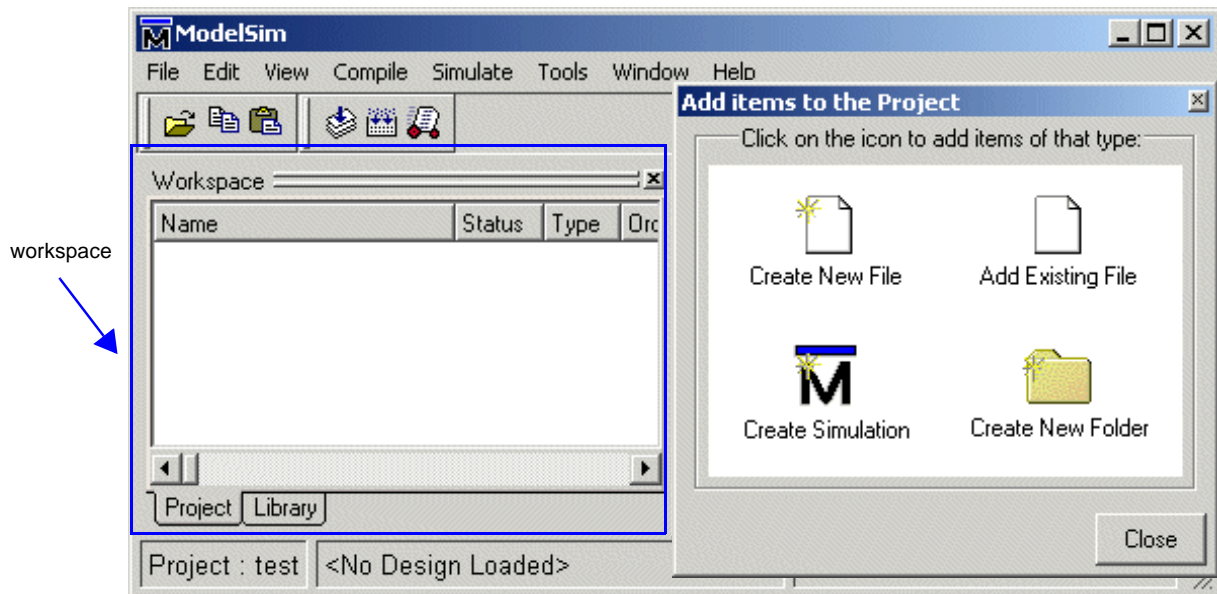 ModelSim
File Edit View Compile Simulate Tools Window Help
Add items to the Project
Click on the icon to add items of that type:
Workspace
Name Status Type Orc
workspace
Create New File Add Existing File
Create Simulation Create New Folder
Project Library
Close
Project : test <No Design Loaded>